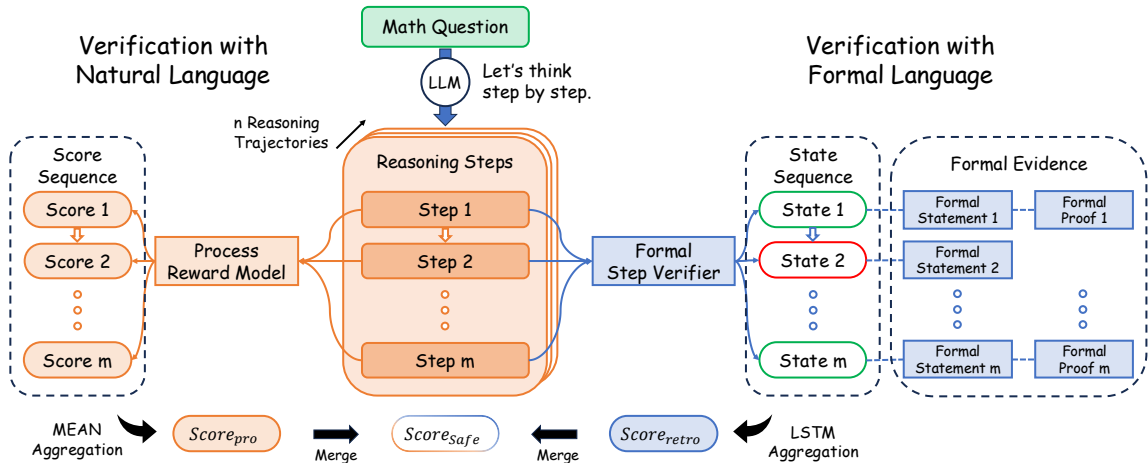 Math Question
Verification with
Natural Language
LLM
Let's think
step by step.
Verification with
Formal Language
n Reasoning
Trajectories
Score
Sequence
Score 1
Score 2
Score m
Process
Reward Model
Reasoning Steps
Step 1
Step 2
Step m
Formal
Step Verifier
State
Sequence
State 1
State 2
State m
Formal Evidence
Formal
Statement 1
Formal
Proof 1
Formal
Statement 2
Formal
Statement m
Formal
Proof m
MEAN
Aggregation
Score_pro
Merge
Score_Safe
Merge
Score_retro
LSTM
Aggregation